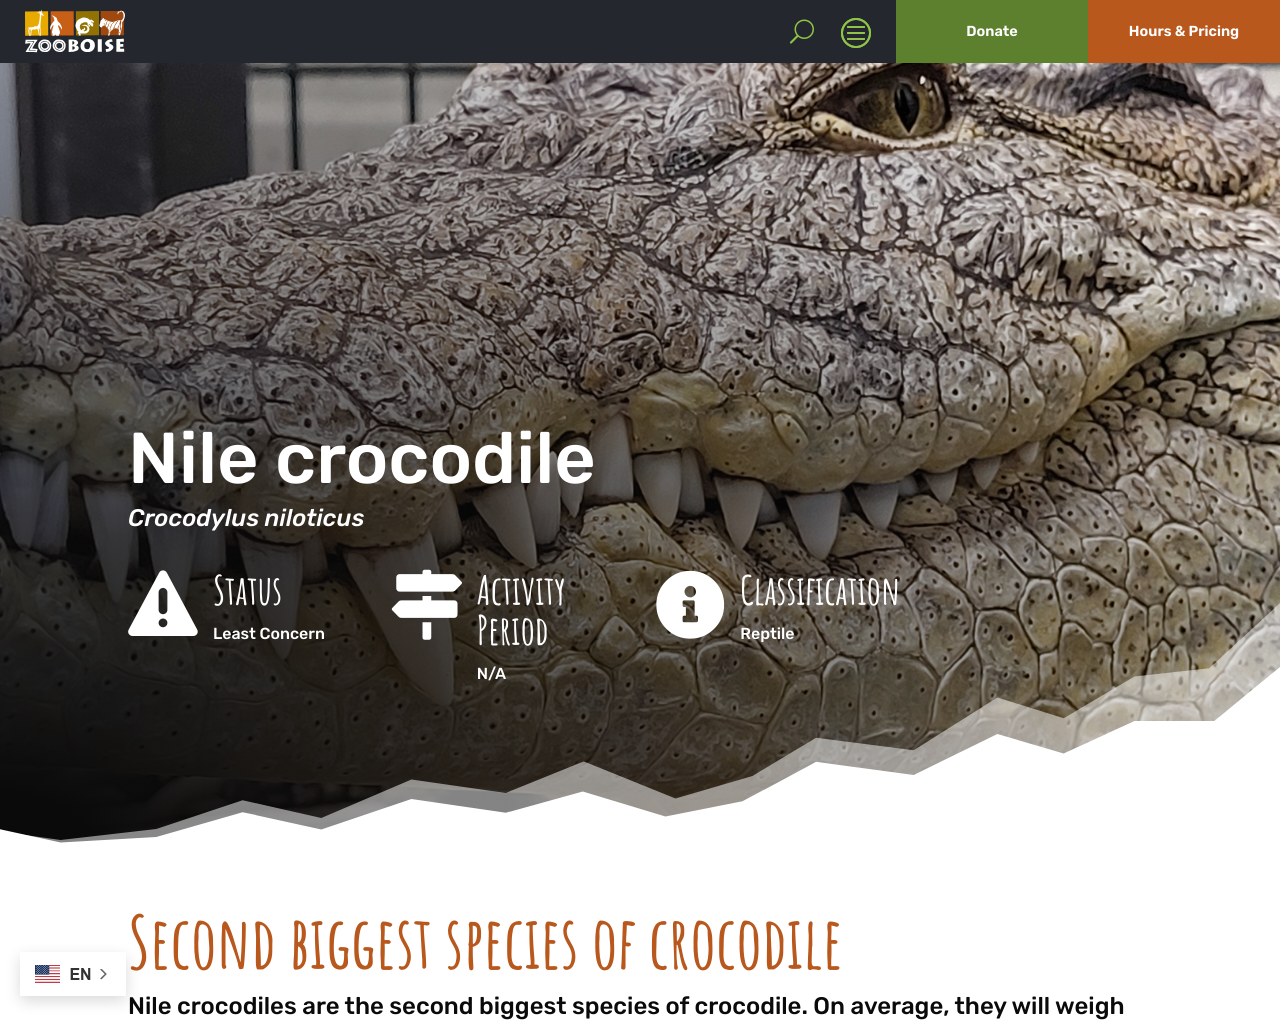 ZOOBOISE
Donate
Hours & Pricing
Nile crocodile
Crocodylus niloticus
Status
Least Concern
Activity
Period
N/A
Classification
Reptile
Second biggest species of crocodile
EN
Nile crocodiles are the second biggest species of crocodile. On average, they will weigh